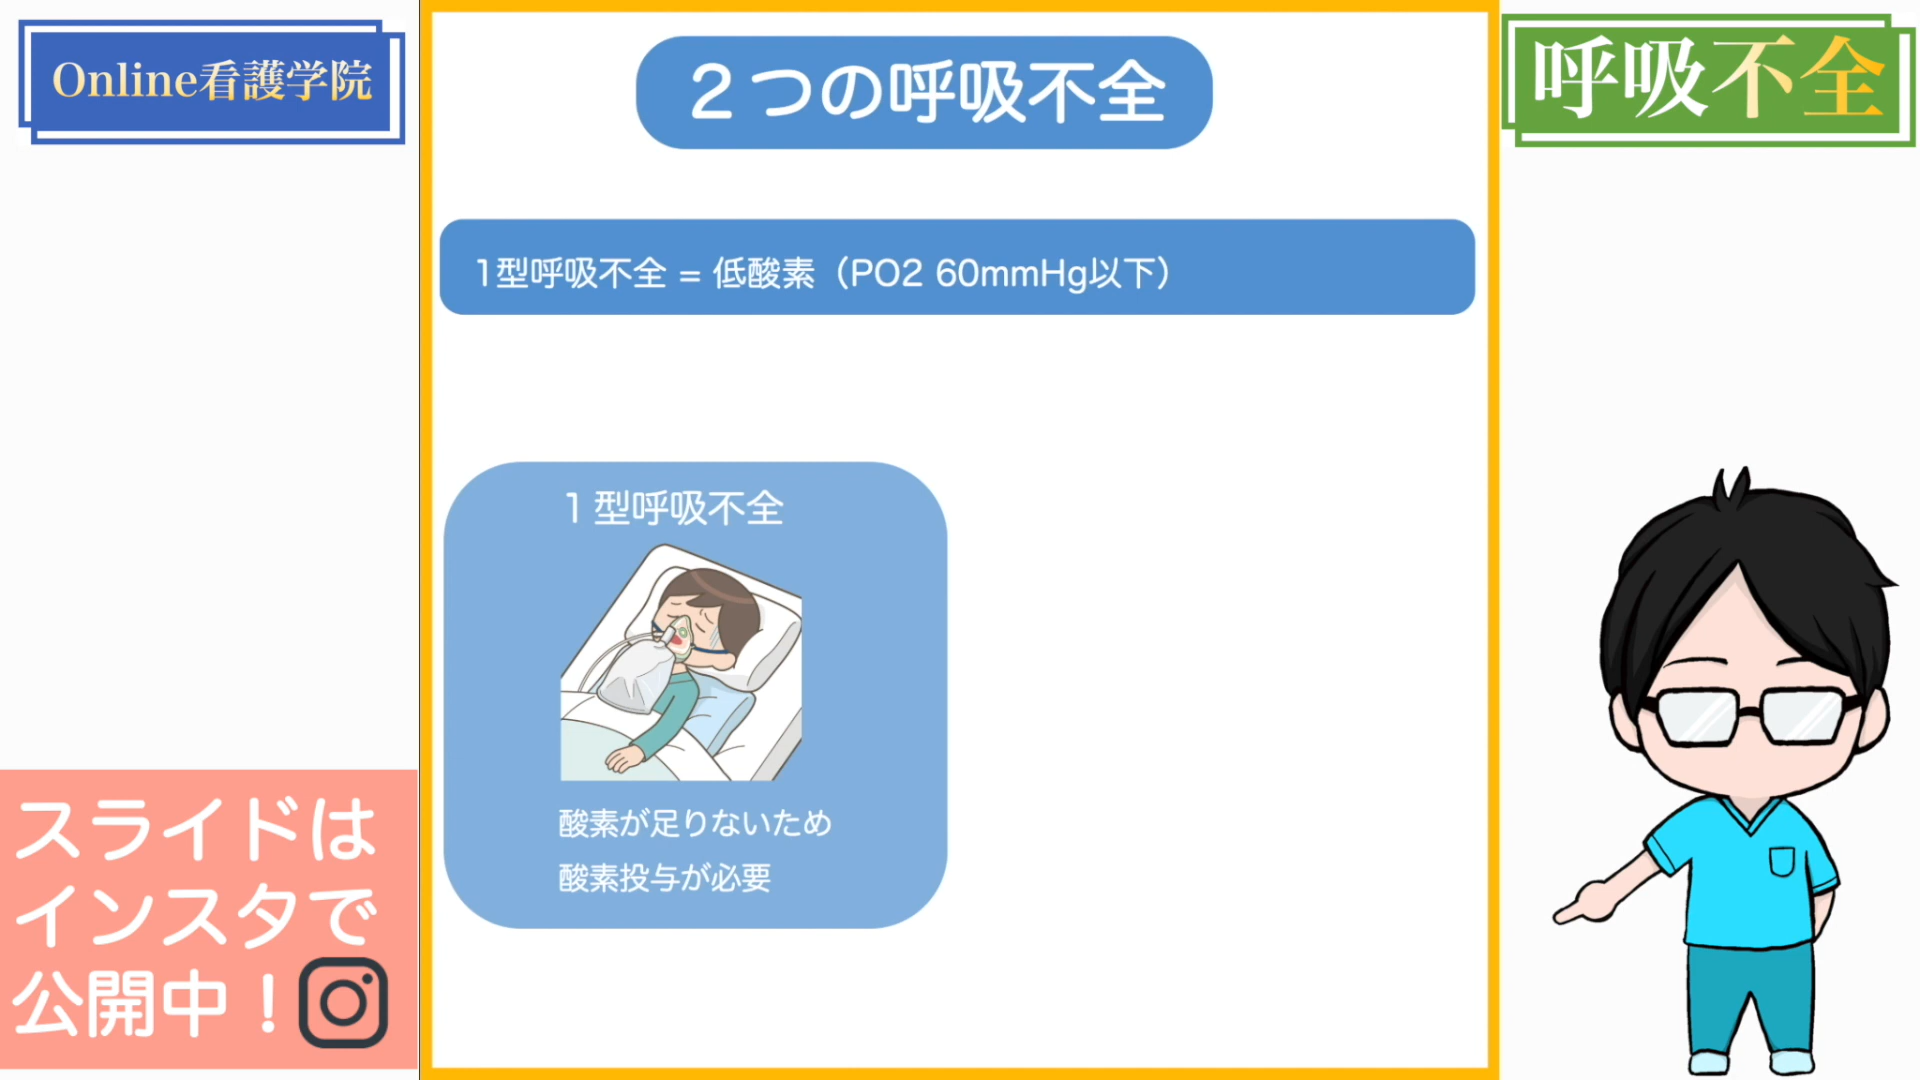 Online看護学院
呼吸不全
2つの呼吸不全
1型呼吸不全 = 低酸素（PO2 60mmHg以下）
1型呼吸不全
酸素が足りないため
酸素投与が必要
スライドは
インスタで
公開中！